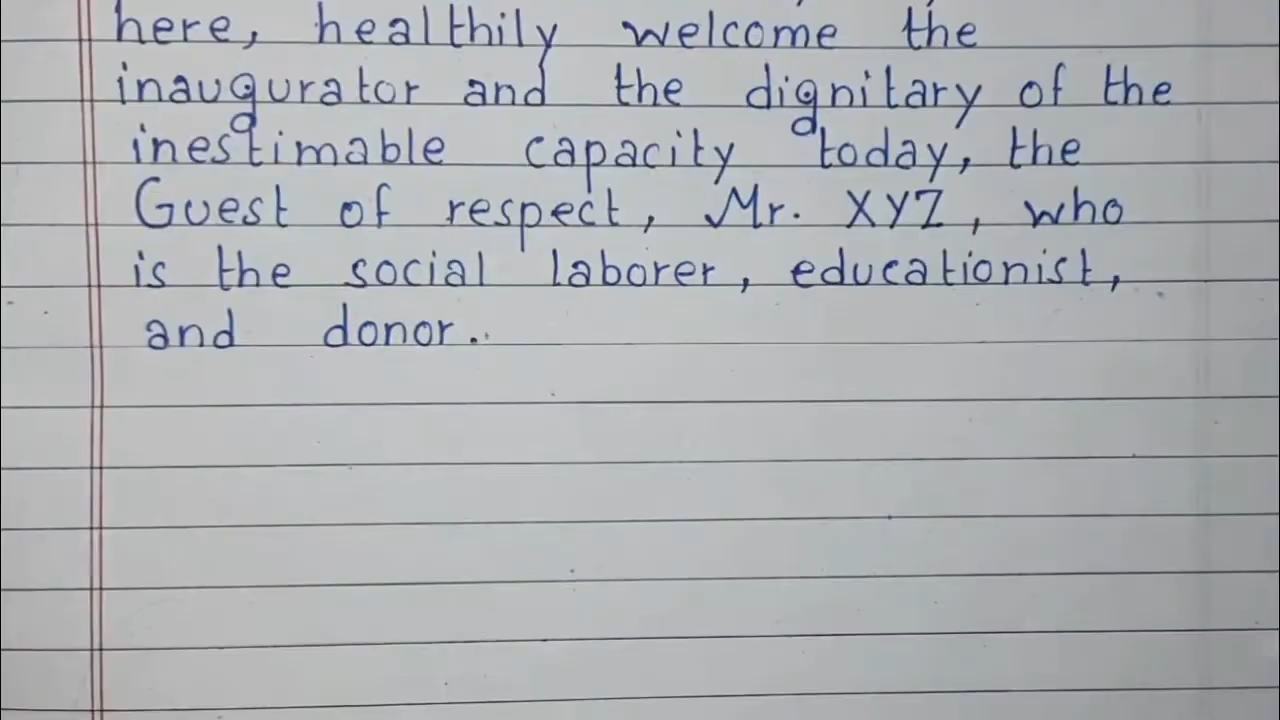 here, healthily welcome the
inaugurator and the dignitary of the
inestimable capacity today, the
Guest of respect, Mr. XYZ, who
is the social laborer, educationist,
and donor.